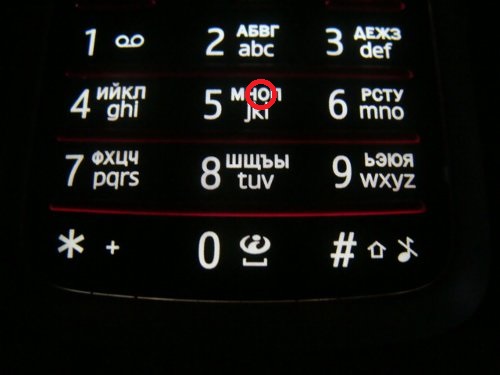 1
2 АБВГ
abc
3 ДЕЖЗ
def
4 ИЙКЛ
ghi
5 МНОП
jkl
6 РСТУ
mno
7 ФХЦЧ
pqrs
8 ШЩЪЫ
tuv
9 ЬЭЮЯ
wxyz
* +
0
#